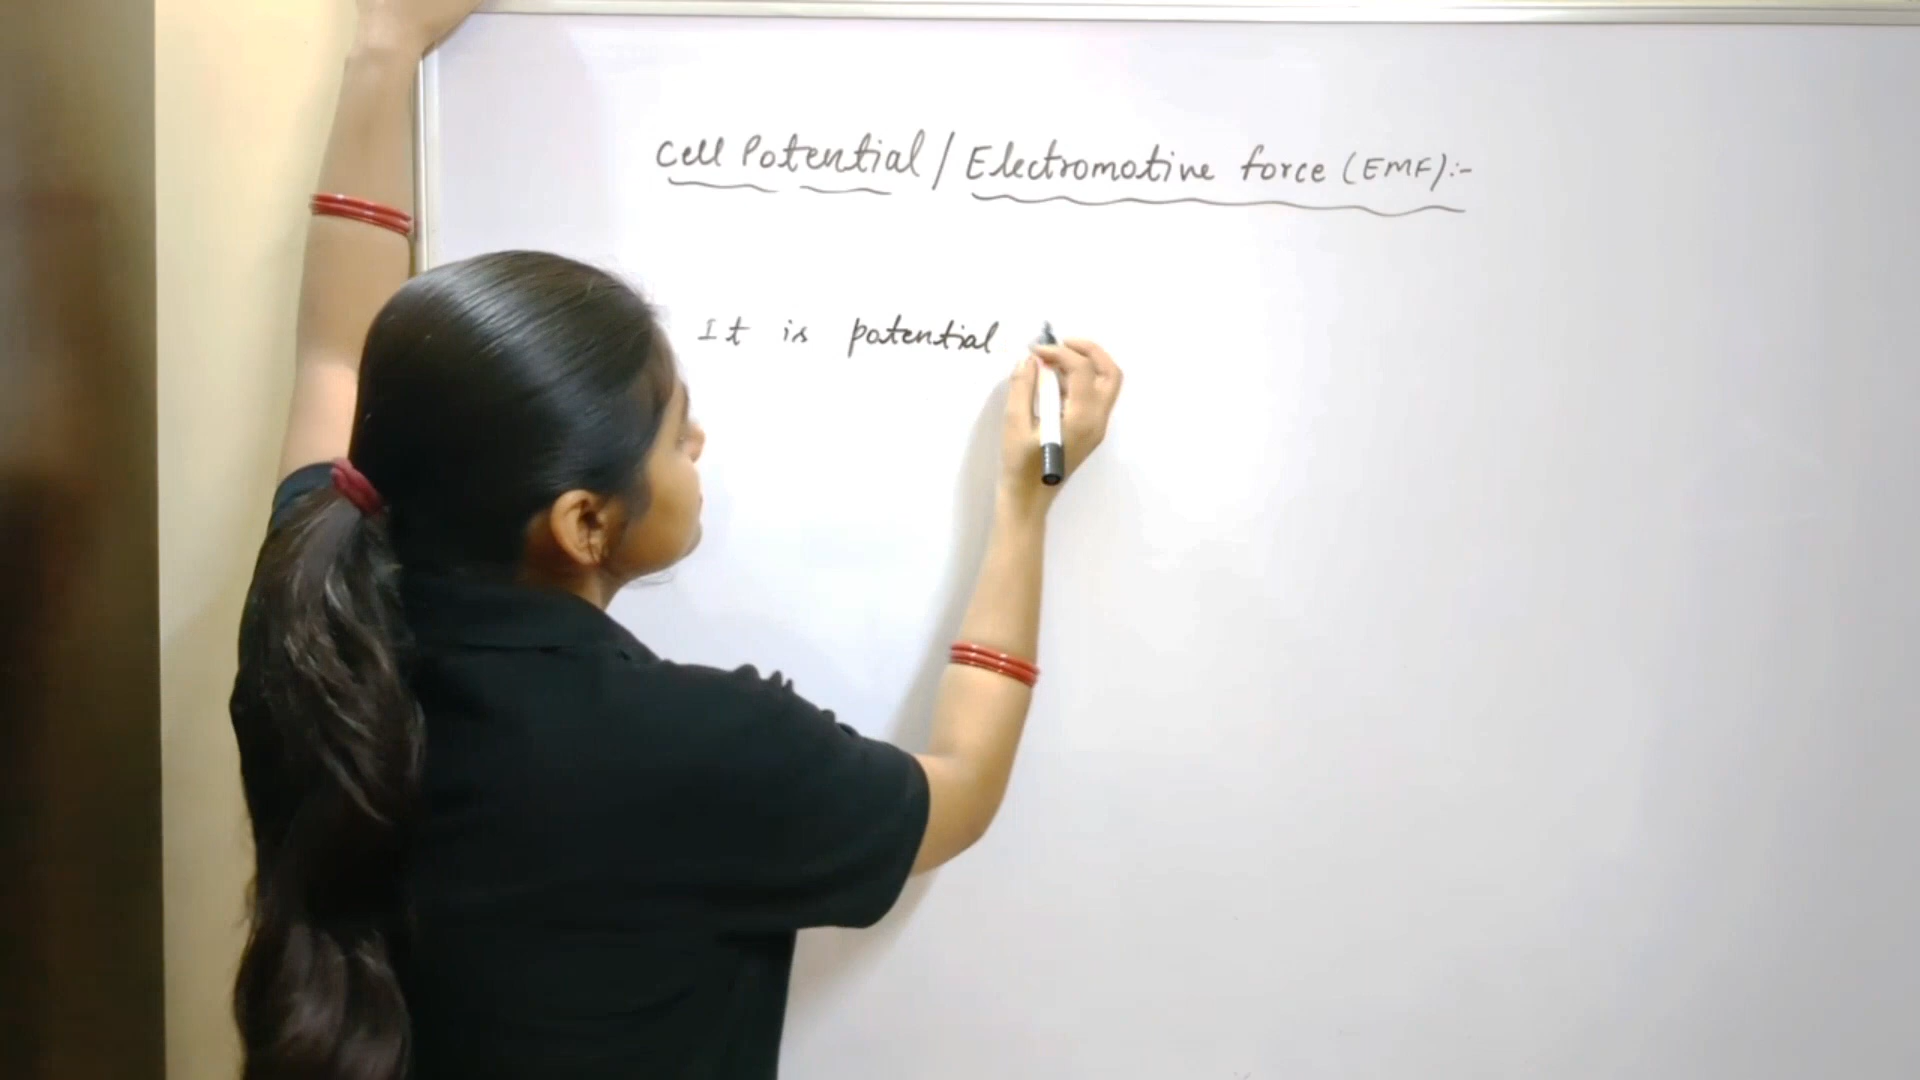 Cell Potential / Electromotive force (EMF):-
It is potential